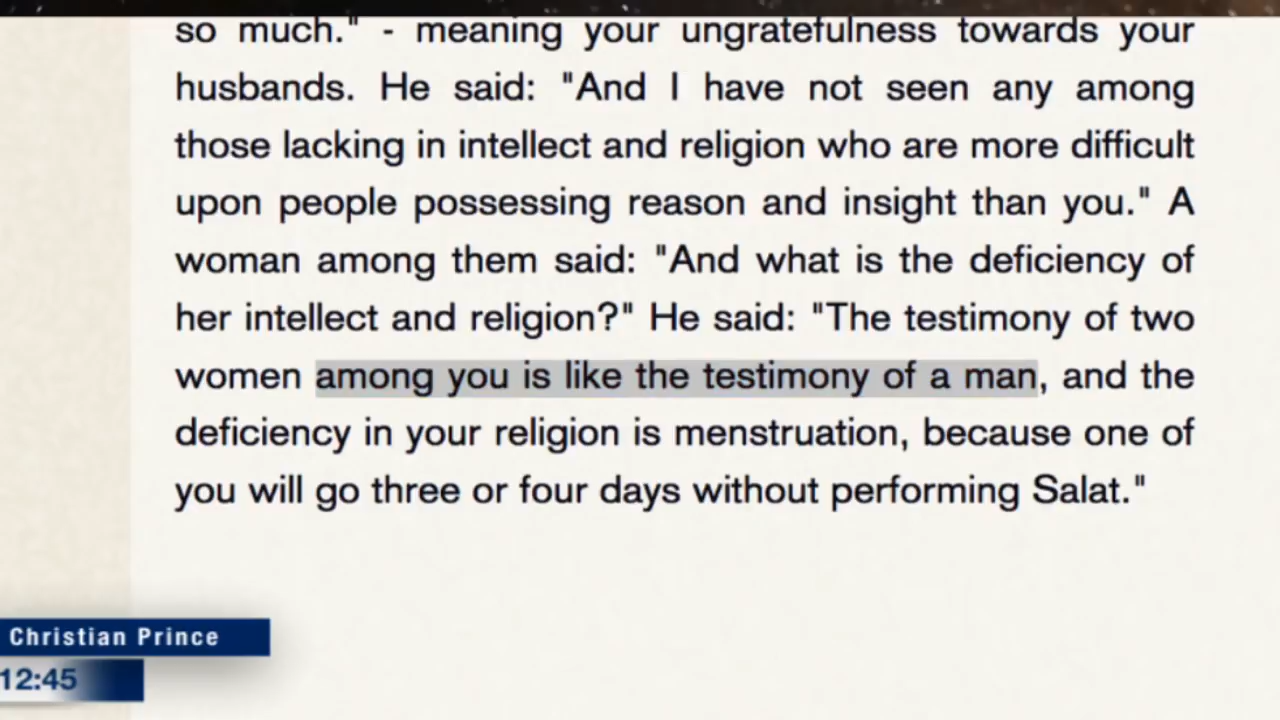 so much." - meaning your ungratefulness towards your
husbands. He said: "And I have not seen any among
those lacking in intellect and religion who are more difficult
upon people possessing reason and insight than you." A
woman among them said: "And what is the deficiency of
her intellect and religion?" He said: "The testimony of two
women among you is like the testimony of a man, and the
deficiency in your religion is menstruation, because one of
you will go three or four days without performing Salat."
Christian Prince
12:45